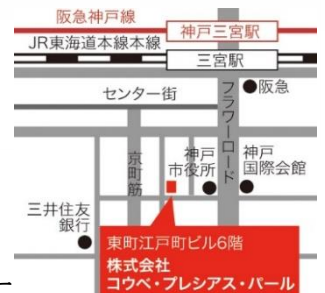 阪急神戸線
神戸三宮駅
JR東海道本線本線
三宮駅
センター街
フラワーロード
阪急
京町筋
神戸
市役所
神戸
国際会館
三井住友
銀行
東町江戸町ビル6階
株式会社
コウベ・プレシアス・パール